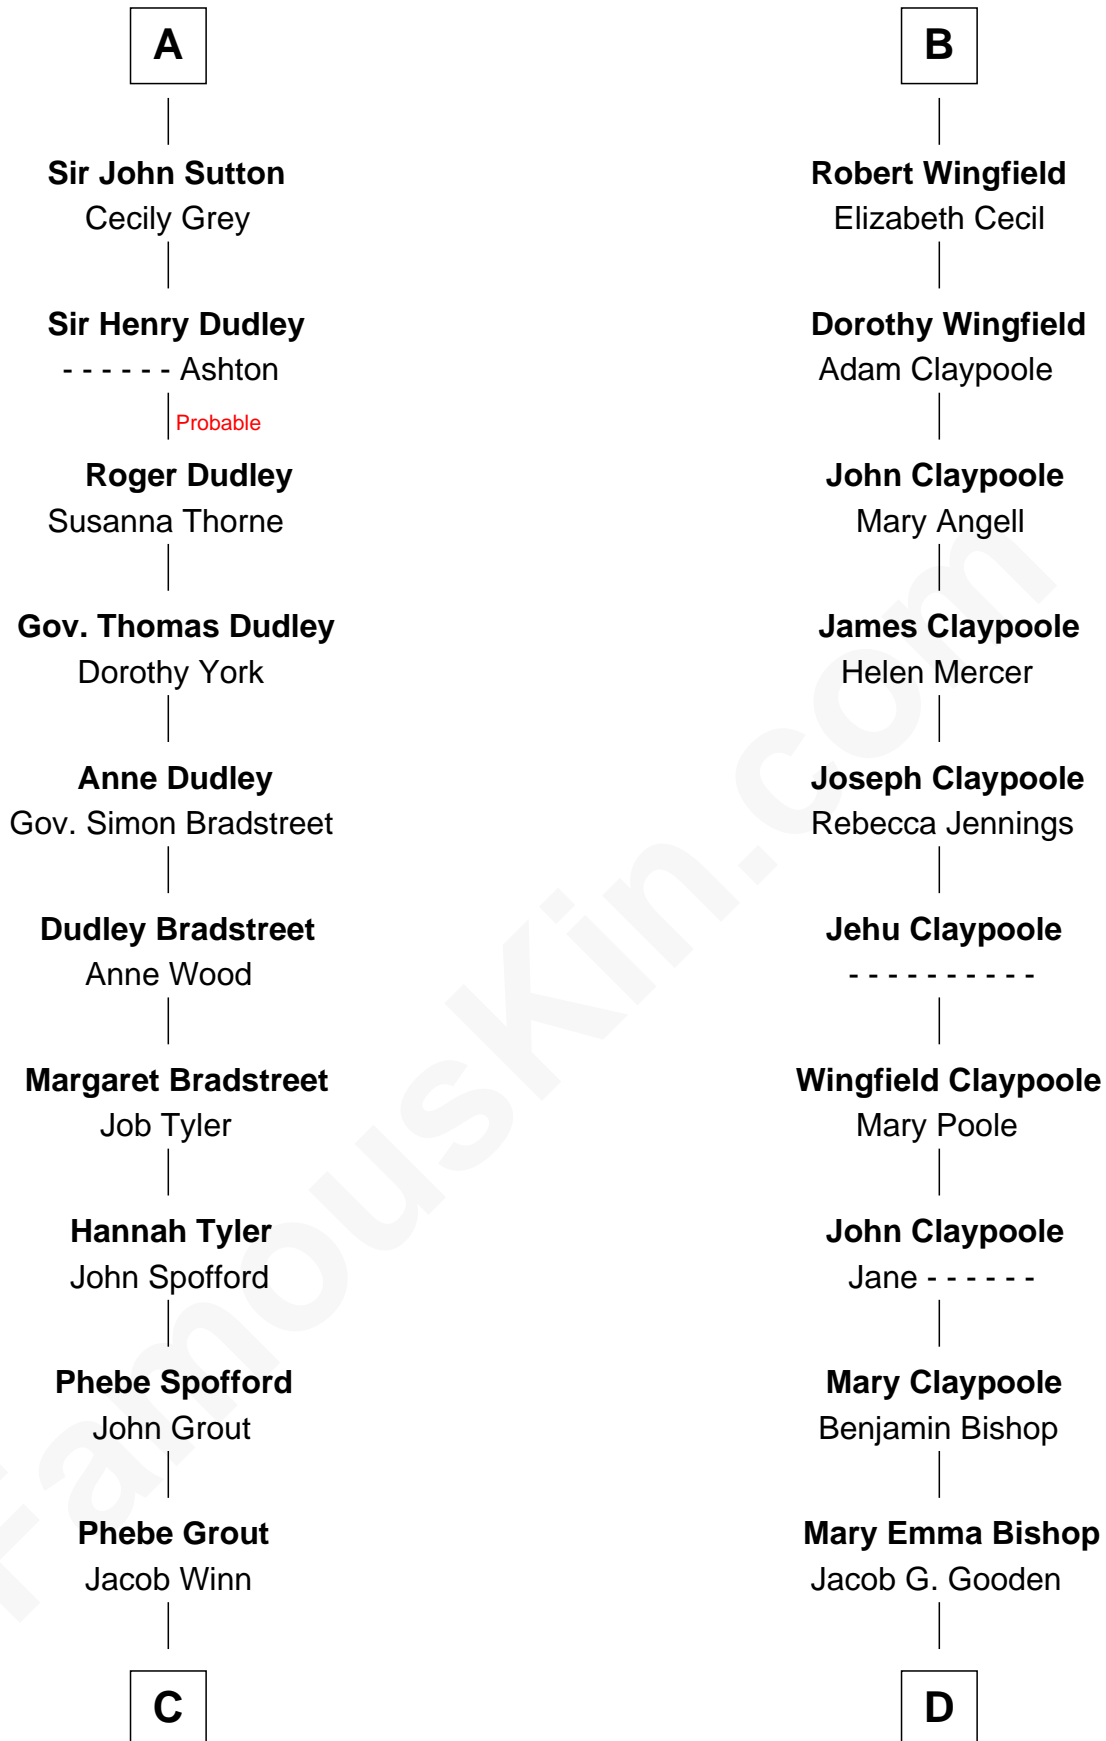 A
Sir John Sutton
Cecily Grey
Sir Henry Dudley
- - - - - - Ashton
Probable
Roger Dudley
Susanna Thorne
Gov. Thomas Dudley
Dorothy York
Anne Dudley
Gov. Simon Bradstreet
Dudley Bradstreet
Anne Wood
Margaret Bradstreet
Job Tyler
Hannah Tyler
John Spofford
Phebe Spofford
John Grout
Phebe Grout
Jacob Winn
C
B
Robert Wingfield
Elizabeth Cecil
Dorothy Wingfield
Adam Claypoole
John Claypoole
Mary Angell
James Claypoole
Helen Mercer
Joseph Claypoole
Rebecca Jennings
Jehu Claypoole
- - - - - - - - - -
Wingfield Claypoole
Mary Poole
John Claypoole
Jane - - - - - -
Mary Claypoole
Benjamin Bishop
Mary Emma Bishop
Jacob G. Gooden
D
FamousKin.com